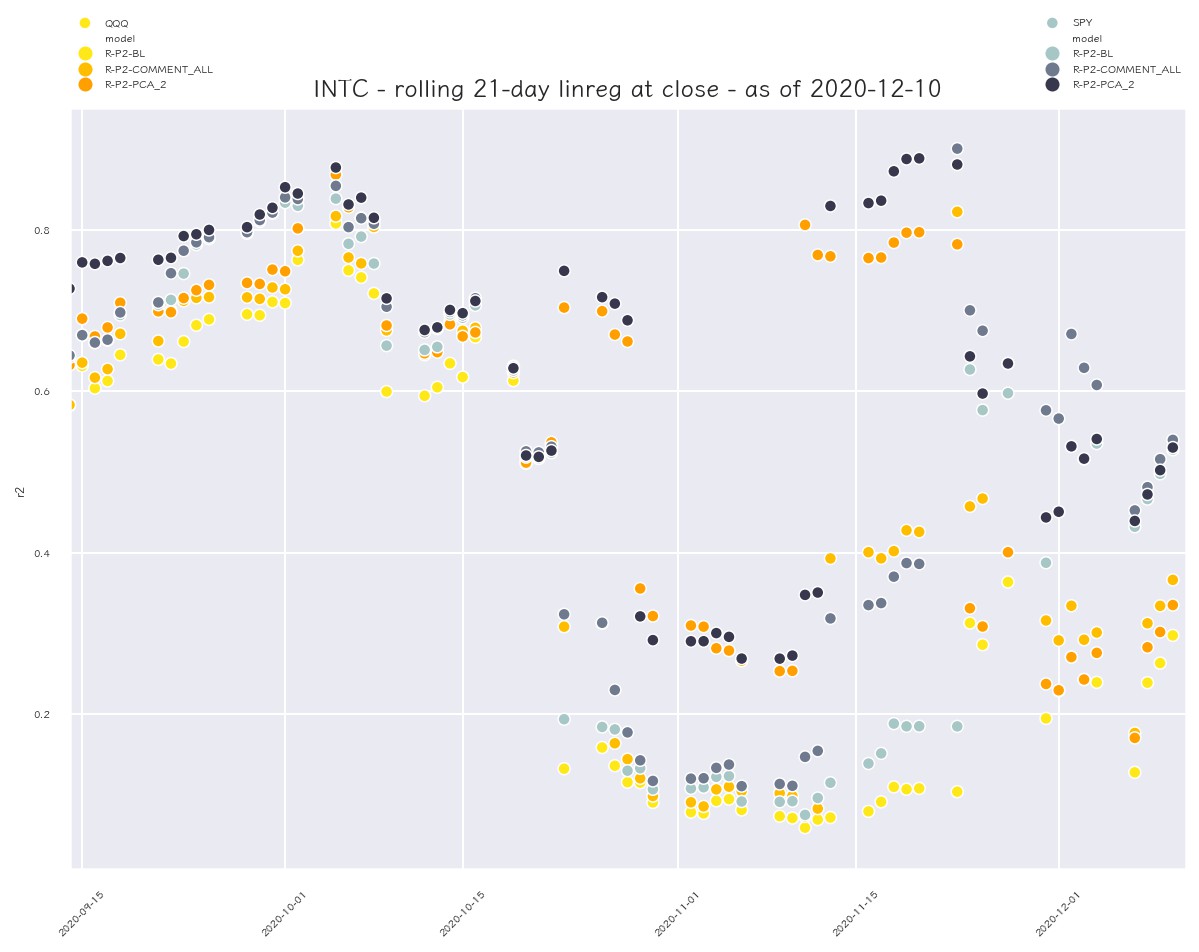 QQQ
model
R-P2-BL
R-P2-COMMENT_ALL
R-P2-PCA_2
SPY
model
R-P2-BL
R-P2-COMMENT_ALL
R-P2-PCA_2
INTC - rolling 21-day linreg at close - as of 2020-12-10
0.8
0.6
0.4
0.2
r2
2020-09-15
2020-10-01
2020-10-15
2020-11-01
2020-11-15
2020-12-01